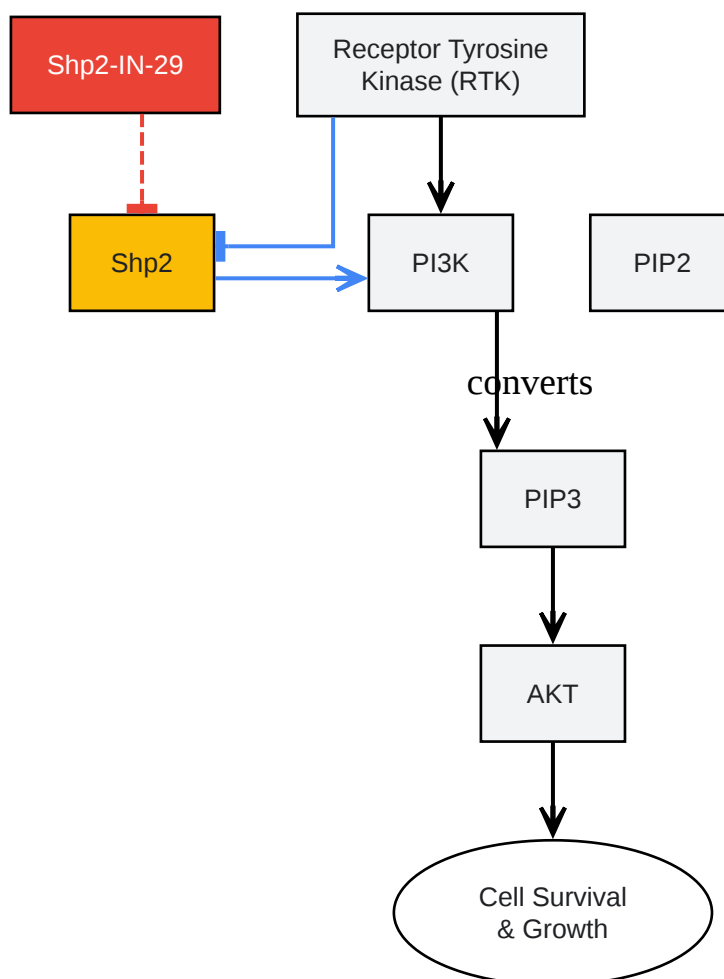 Shp2-IN-29
Receptor Tyrosine
Kinase (RTK)
Shp2
PI3K
PIP2
converts
PIP3
AKT
Cell Survival
& Growth